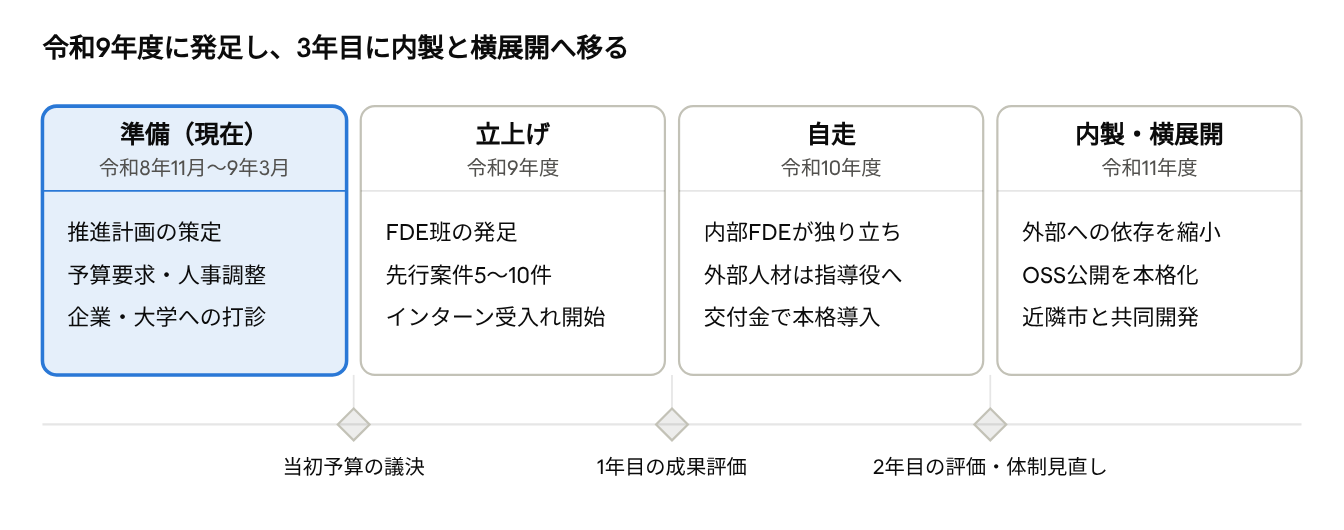 令和9年度に発足し、3年目に内製と横展開へ移る
準備（現在）
令和8年11月〜9年3月
推進計画の策定
予算要求・人事調整
企業・大学への打診
立上げ
令和9年度
FDE班の発足
先行案件5〜10件
インターン受入れ開始
自走
令和10年度
内部FDEが独り立ち
外部人材は指導役へ
交付金で本格導入
内製・横展開
令和11年度
外部への依存を縮小
OSS公開を本格化
近隣市と共同開発
当初予算の議決
1年目の成果評価
2年目の評価・体制見直し